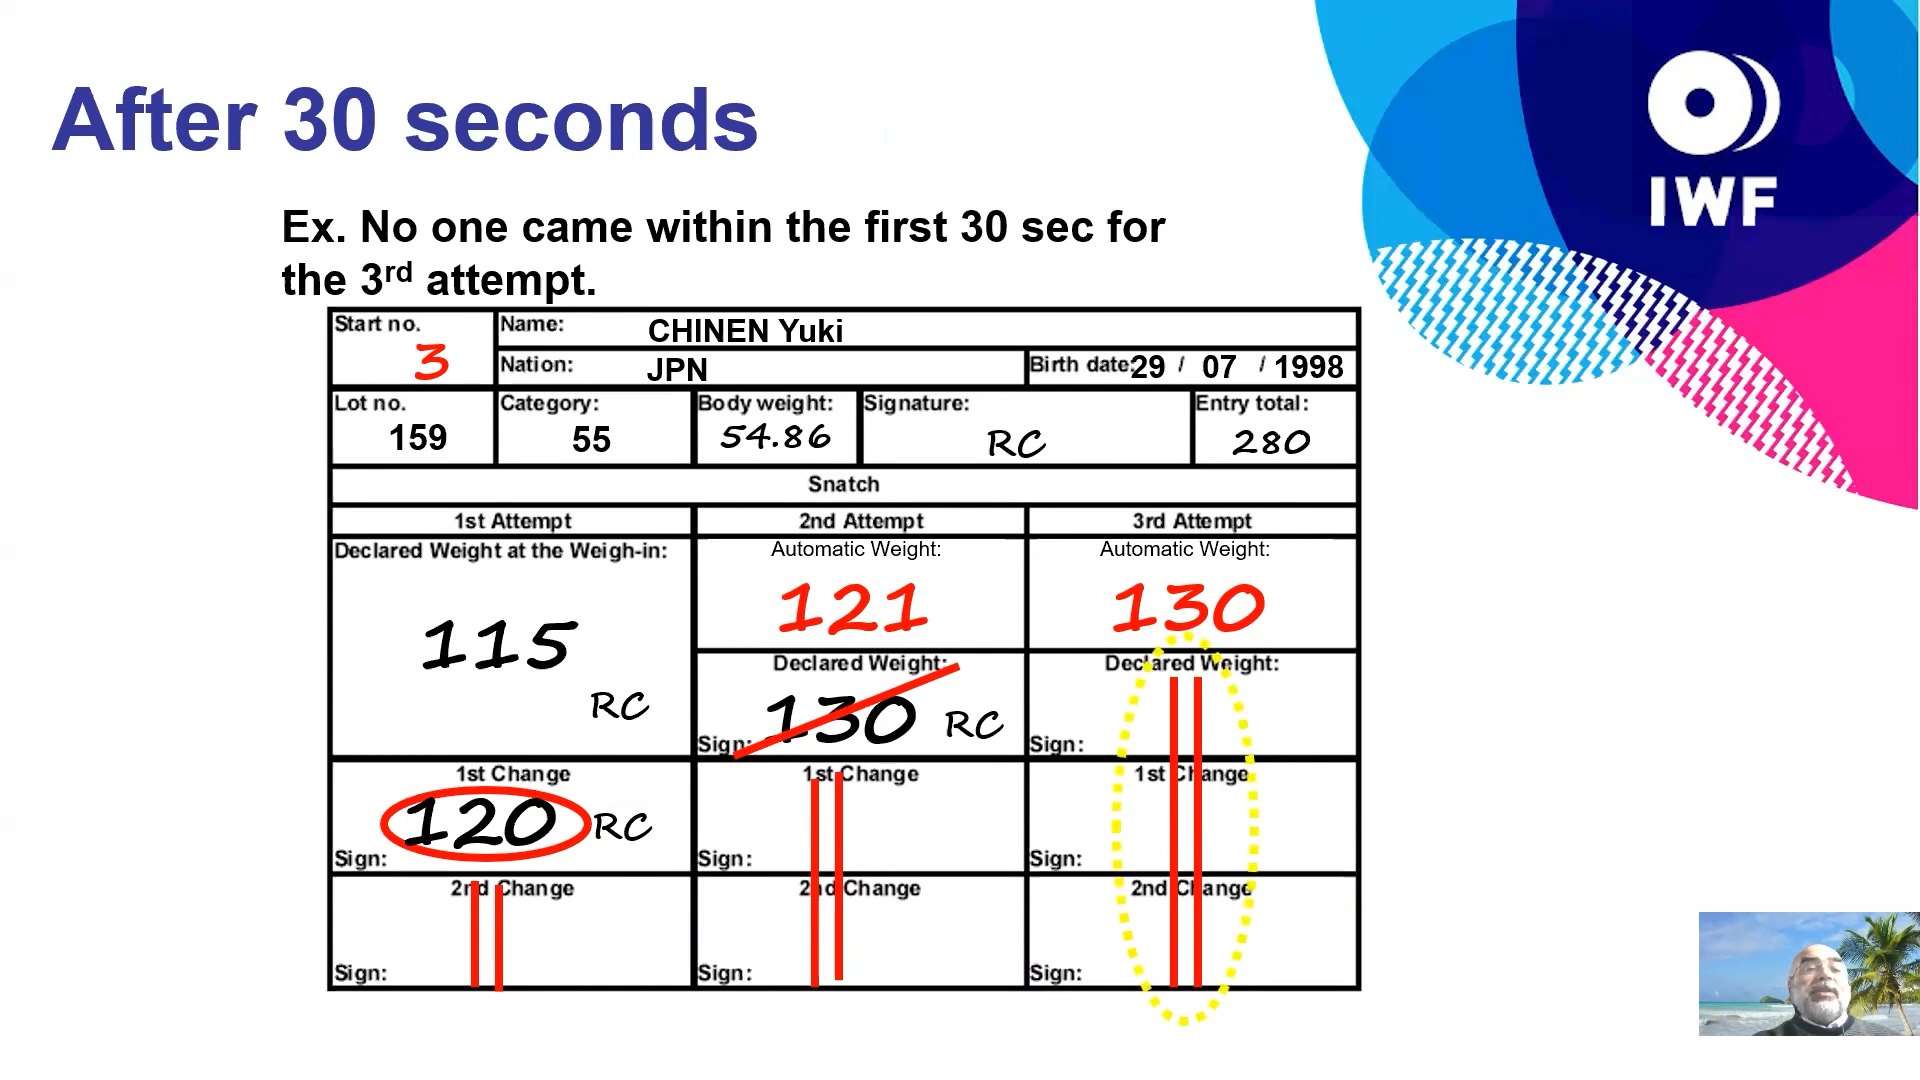 After 30 seconds
IWF
Ex. No one came within the first 30 sec for
the 3rd attempt.
Start no.
3
Name: CHINEN Yuki
Nation: JPN
Birth date: 29 / 07 / 1998
Lot no.
159
Category:
55
Body weight:
54.86
Signature:
RC
Entry total:
280
Snatch
1st Attempt
2nd Attempt
3rd Attempt
Declared Weight at the Weigh-in:
115
RC
Automatic Weight:
121
Automatic Weight:
130
Declared Weight:
130 RC
Sign:
Declared Weight:
Sign:
1st Change
120 RC
Sign:
1st Change
Sign:
1st Change
Sign:
2nd Change
Sign:
2nd Change
Sign:
2nd Change
Sign: